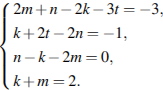 2m + n − 2k − 3t = −3,
k + 2t − 2n = −1,
n − k − 2m = 0,
k + m = 2.